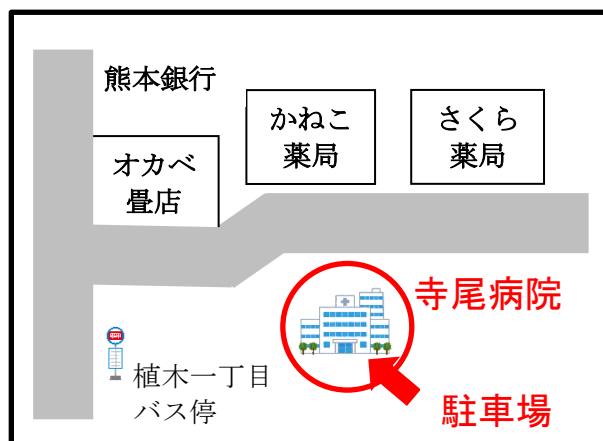 熊本銀行
かねこ
薬局
さくら
薬局
オカベ
畳店
寺尾病院
植木一丁目
バス停
駐車場